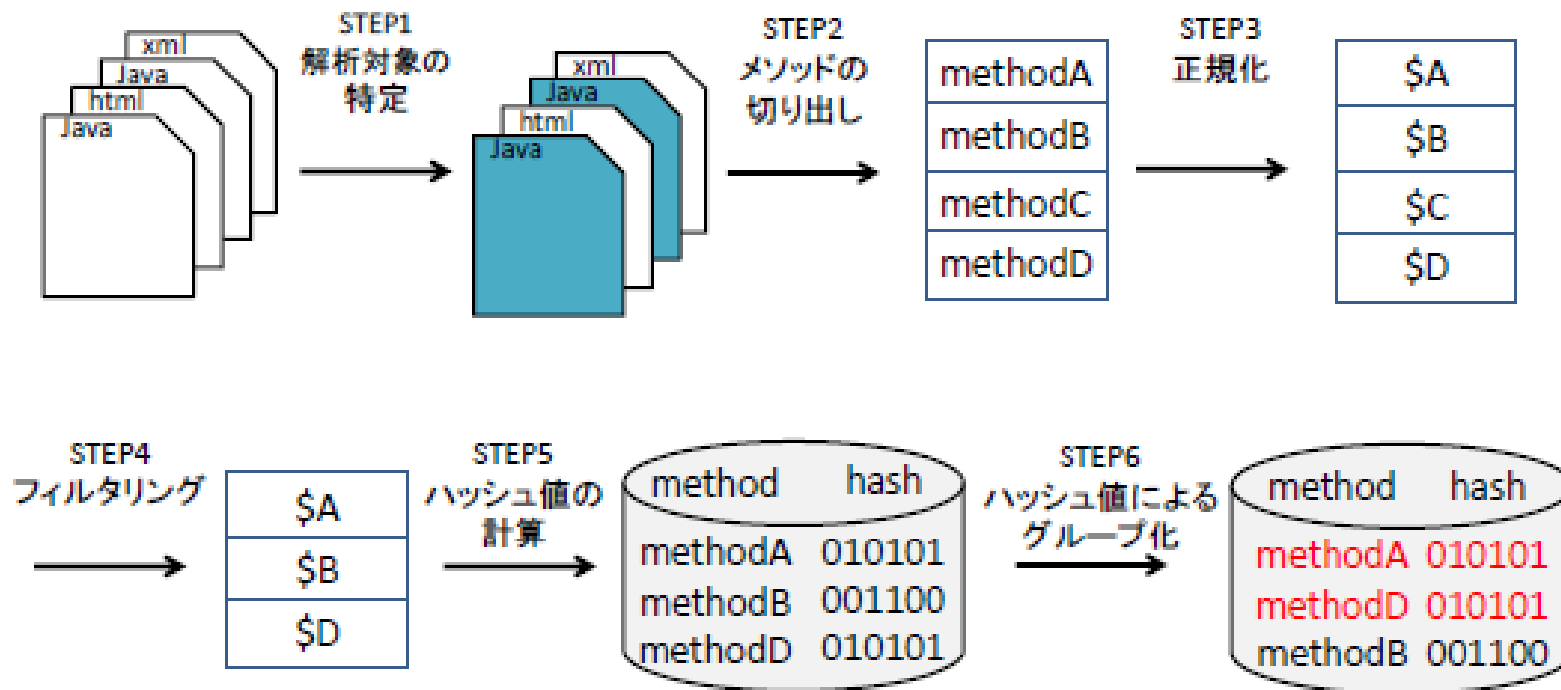 xml
Java
html
Java
STEP1
解析対象の
特定
xml
Java
html
Java
STEP2
メソッドの
切り出し
methodA
methodB
methodC
methodD
STEP3
正規化
$A
$B
$C
$D
STEP4
フィルタリング
$A
$B
$D
STEP5
ハッシュ値の
計算
method hash
methodA 010101
methodB 001100
methodD 010101
STEP6
ハッシュ値による
グループ化
method hash
methodA 010101
methodD 010101
methodB 001100